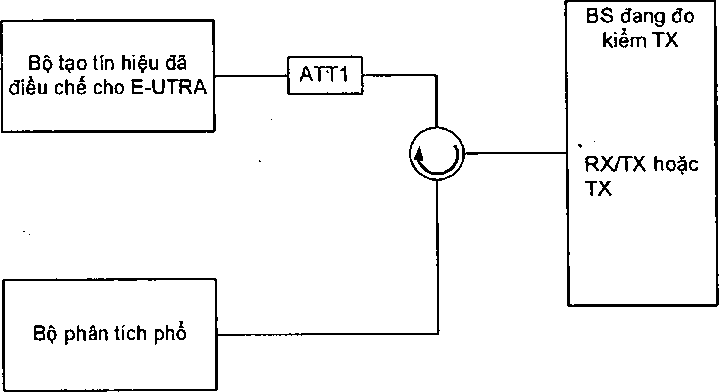 Bộ tạo tín hiệu đã
điều chế cho E-UTRA
ATT1
BS đang đo
kiểm TX
RX/TX hoặc
TX
Bộ phân tích phổ